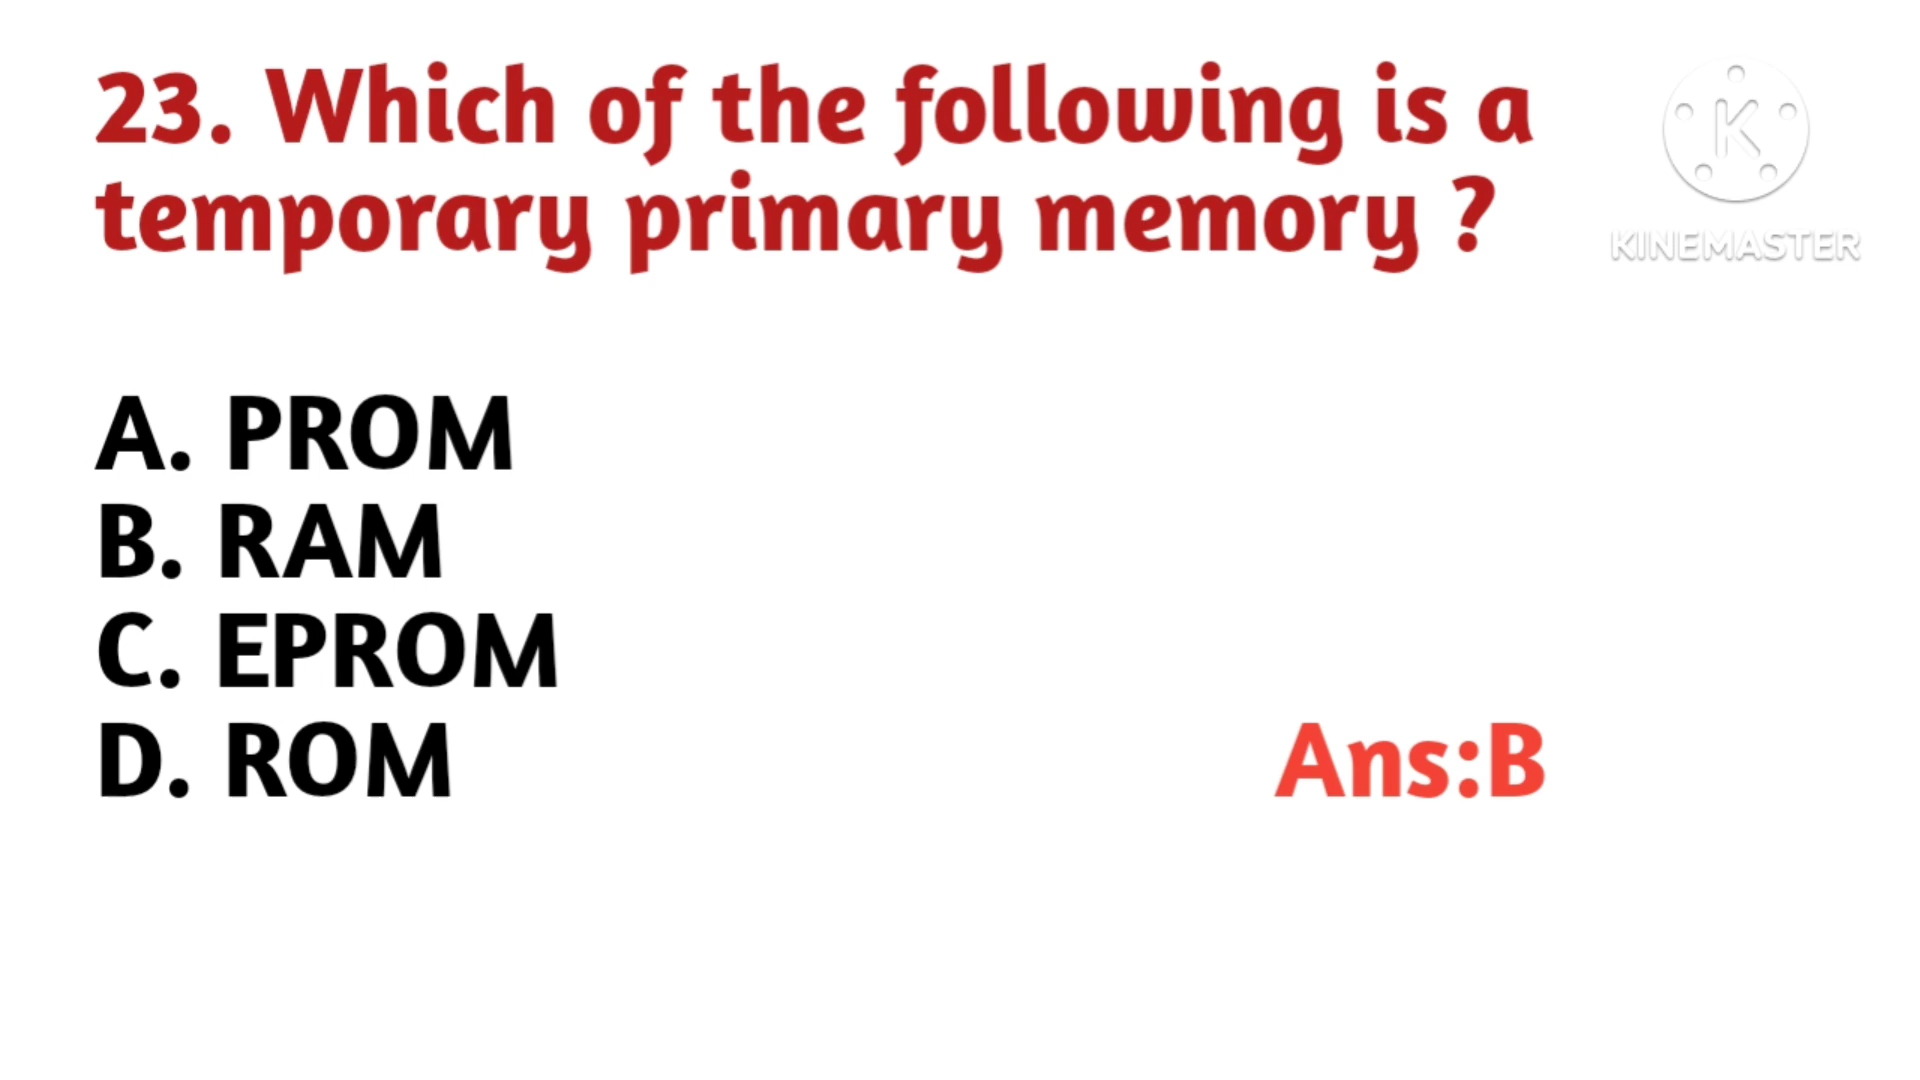 23. Which of the following is a
temporary primary memory ?
KINEMASTER
A. PROM
B. RAM
C. EPROM
D. ROM
Ans:B